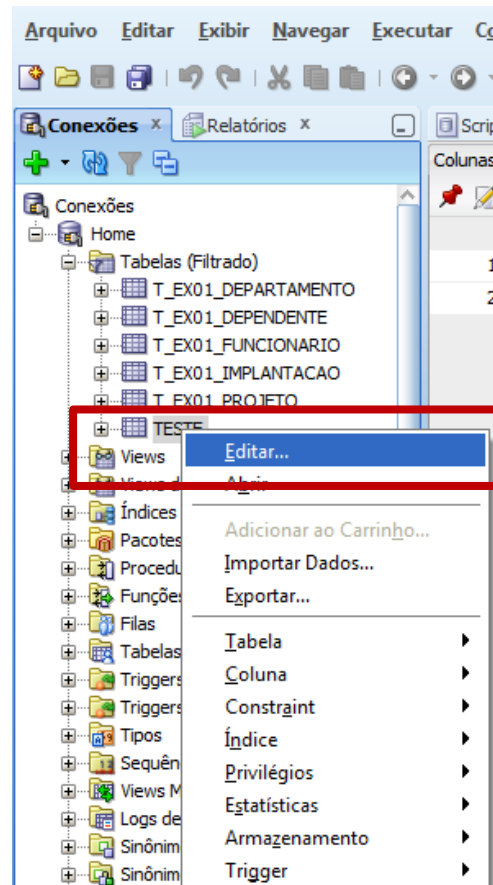 Arquivo Editar Exibir Navegar Executar
Conexões x Relatórios x
Colunas
Conexões
Home
Tabelas (Filtrado)
T_EX01_DEPARTAMENTO
T_EX01_DEPENDENTE
T_EX01_FUNCIONARIO
T_EX01_IMPLANTACAO
T_EX01_PROJETO
TESTE
Views
Editar...
Abrir
Índices
Adicionar ao Carrinho...
Pacotes
Importar Dados...
Exportar...
Filas
Tabela
Tabelas
Coluna
Triggers
Constraint
Triggers
Índice
Tipos
Privilégios
Views
Estatísticas
Logs de
Armazenamento
Trigger